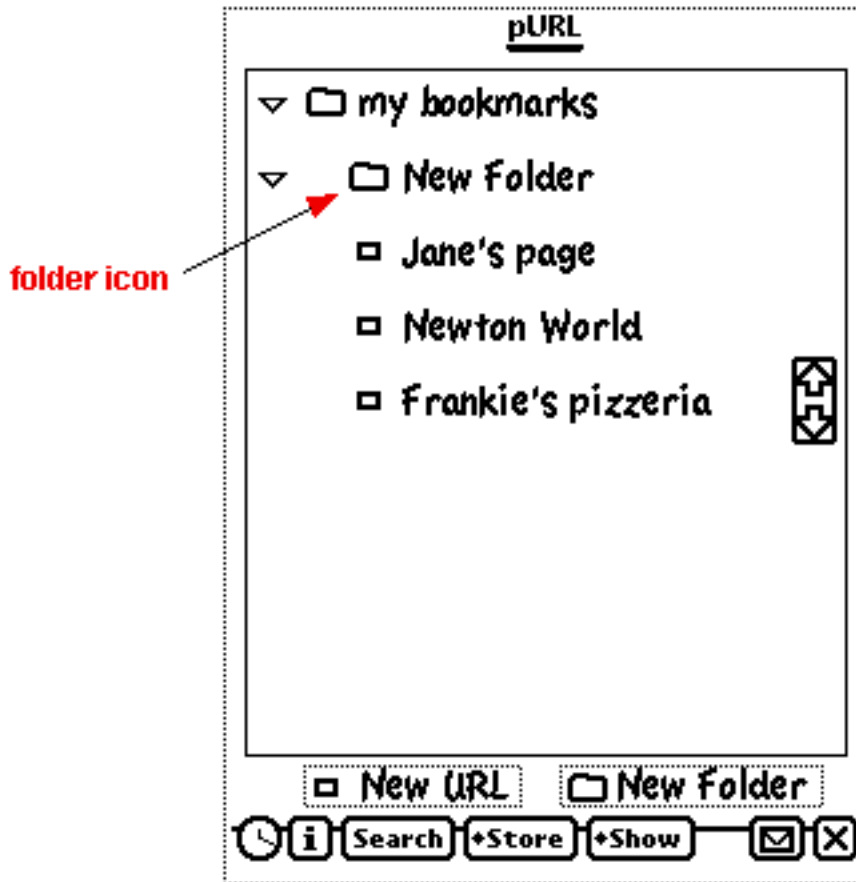 pURL
my bookmarks
New Folder
folder icon
Jane's page
Newton World
Frankie's pizzeria
New URL New Folder
i Search Store Show